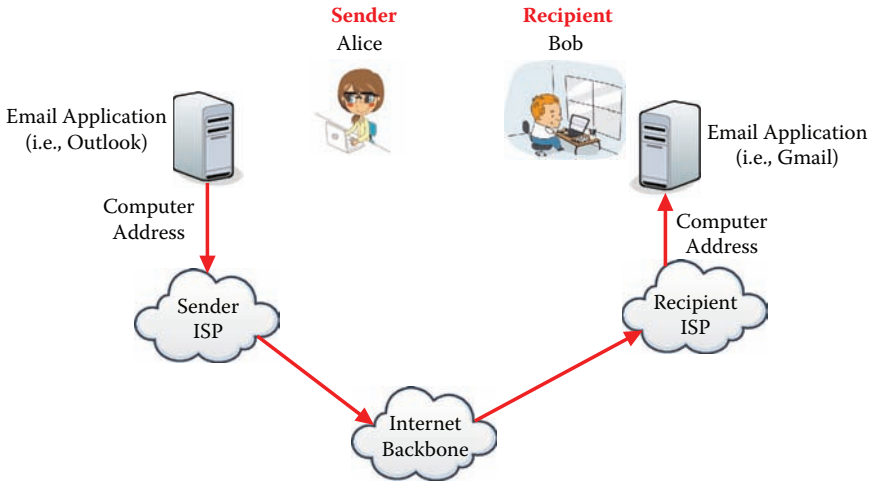 Sender
Alice
Recipient
Bob
Email Application
(i.e., Outlook)
Email Application
(i.e., Gmail)
Computer
Address
Computer
Address
Sender
ISP
Recipient
ISP
Internet
Backbone